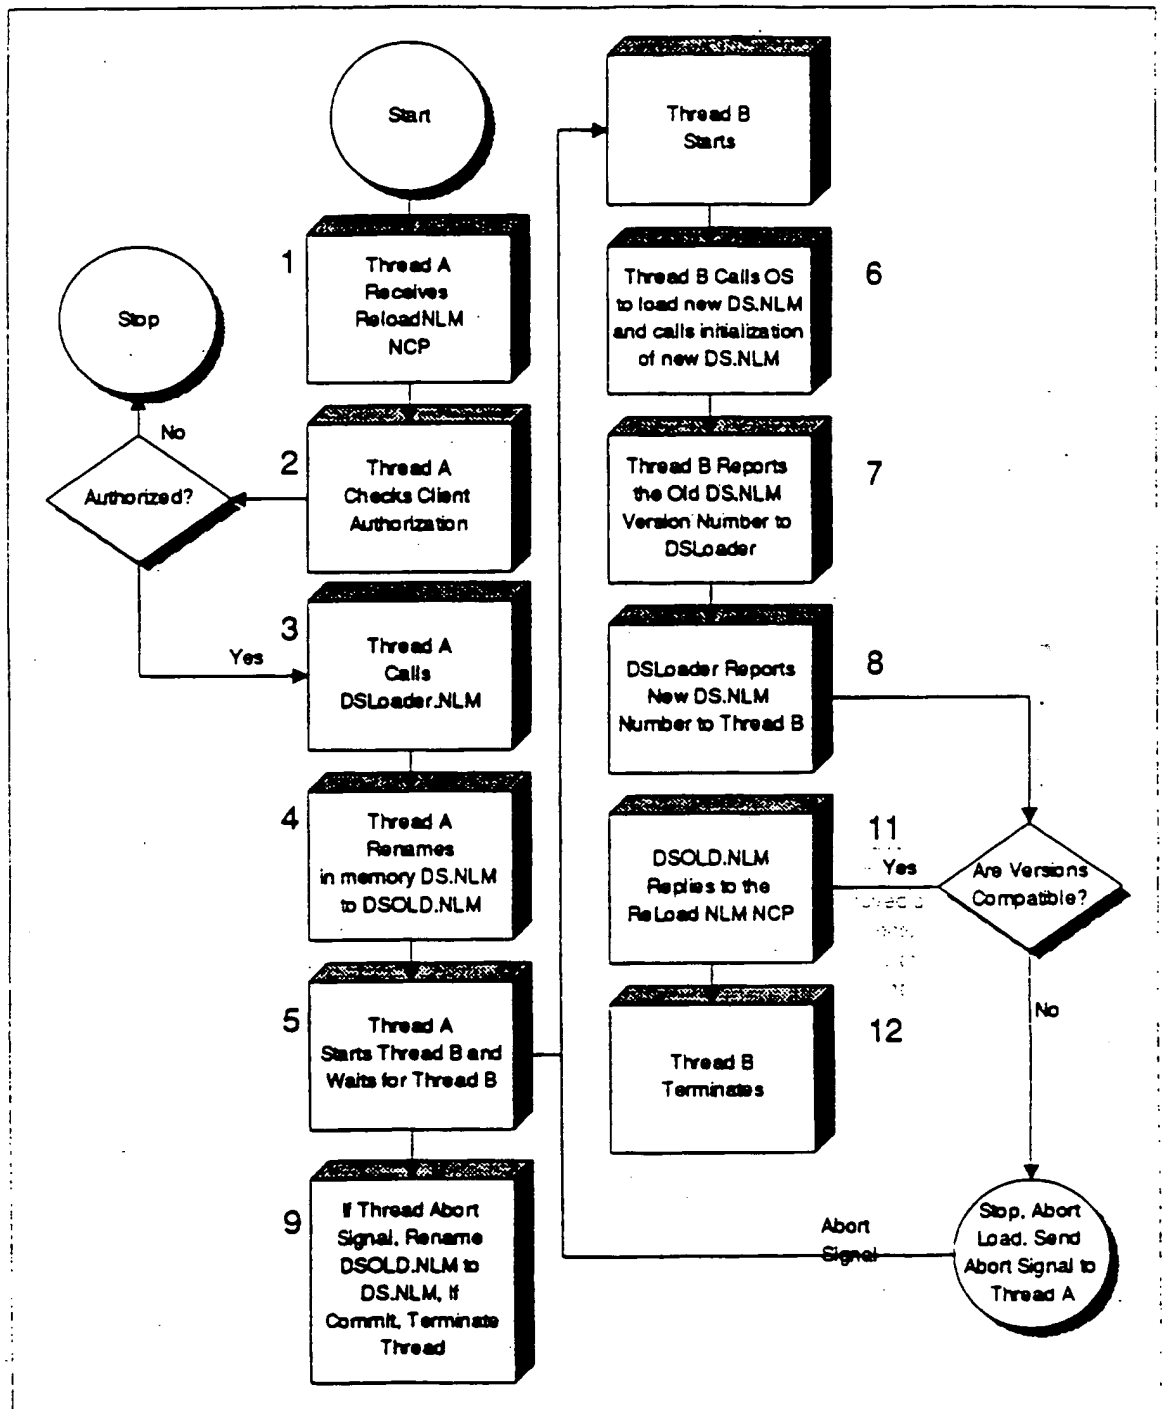 Start
1
Thread A
Receives
ReloadNLM
NCP
Stop
No
Authorized?
2
Thread A
Checks Client
Authorization
Yes
3
Thread A
Calls
DSLoader.NLM
4
Thread A
Renames
in memory DS.NLM
to DSOLD.NLM
5
Thread A
Starts Thread B and
Waits for Thread B
9
If Thread Abort
Signal, Rename
DSOLD.NLM to
DS.NLM, If
Commit, Terminate
Thread
Thread B
Starts
6
Thread B Calls OS
to load new DS.NLM
and calls initialization
of new DS.NLM
7
Thread B Reports
the Old DS.NLM
Version Number to
DSLoader
8
DSLoader Reports
New DS.NLM
Number to Thread B
Are Versions
Compatible?
11
Yes
DSOLD.NLM
Replies to the
ReLoad NLM NCP
12
Thread B
Terminates
No
Stop, Abort
Load. Send
Abort Signal to
Thread A
Abort
Signal